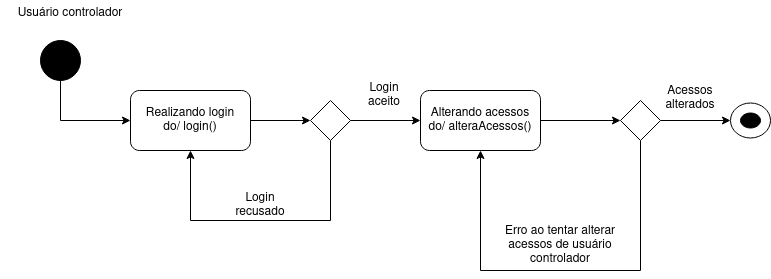 Usuário controlador
Realizando login
do/ login()
Login
aceito
Alterando acessos
do/ alteraAcessos()
Acessos
alterados
Login
recusado
Erro ao tentar alterar
acessos de usuário
controlador